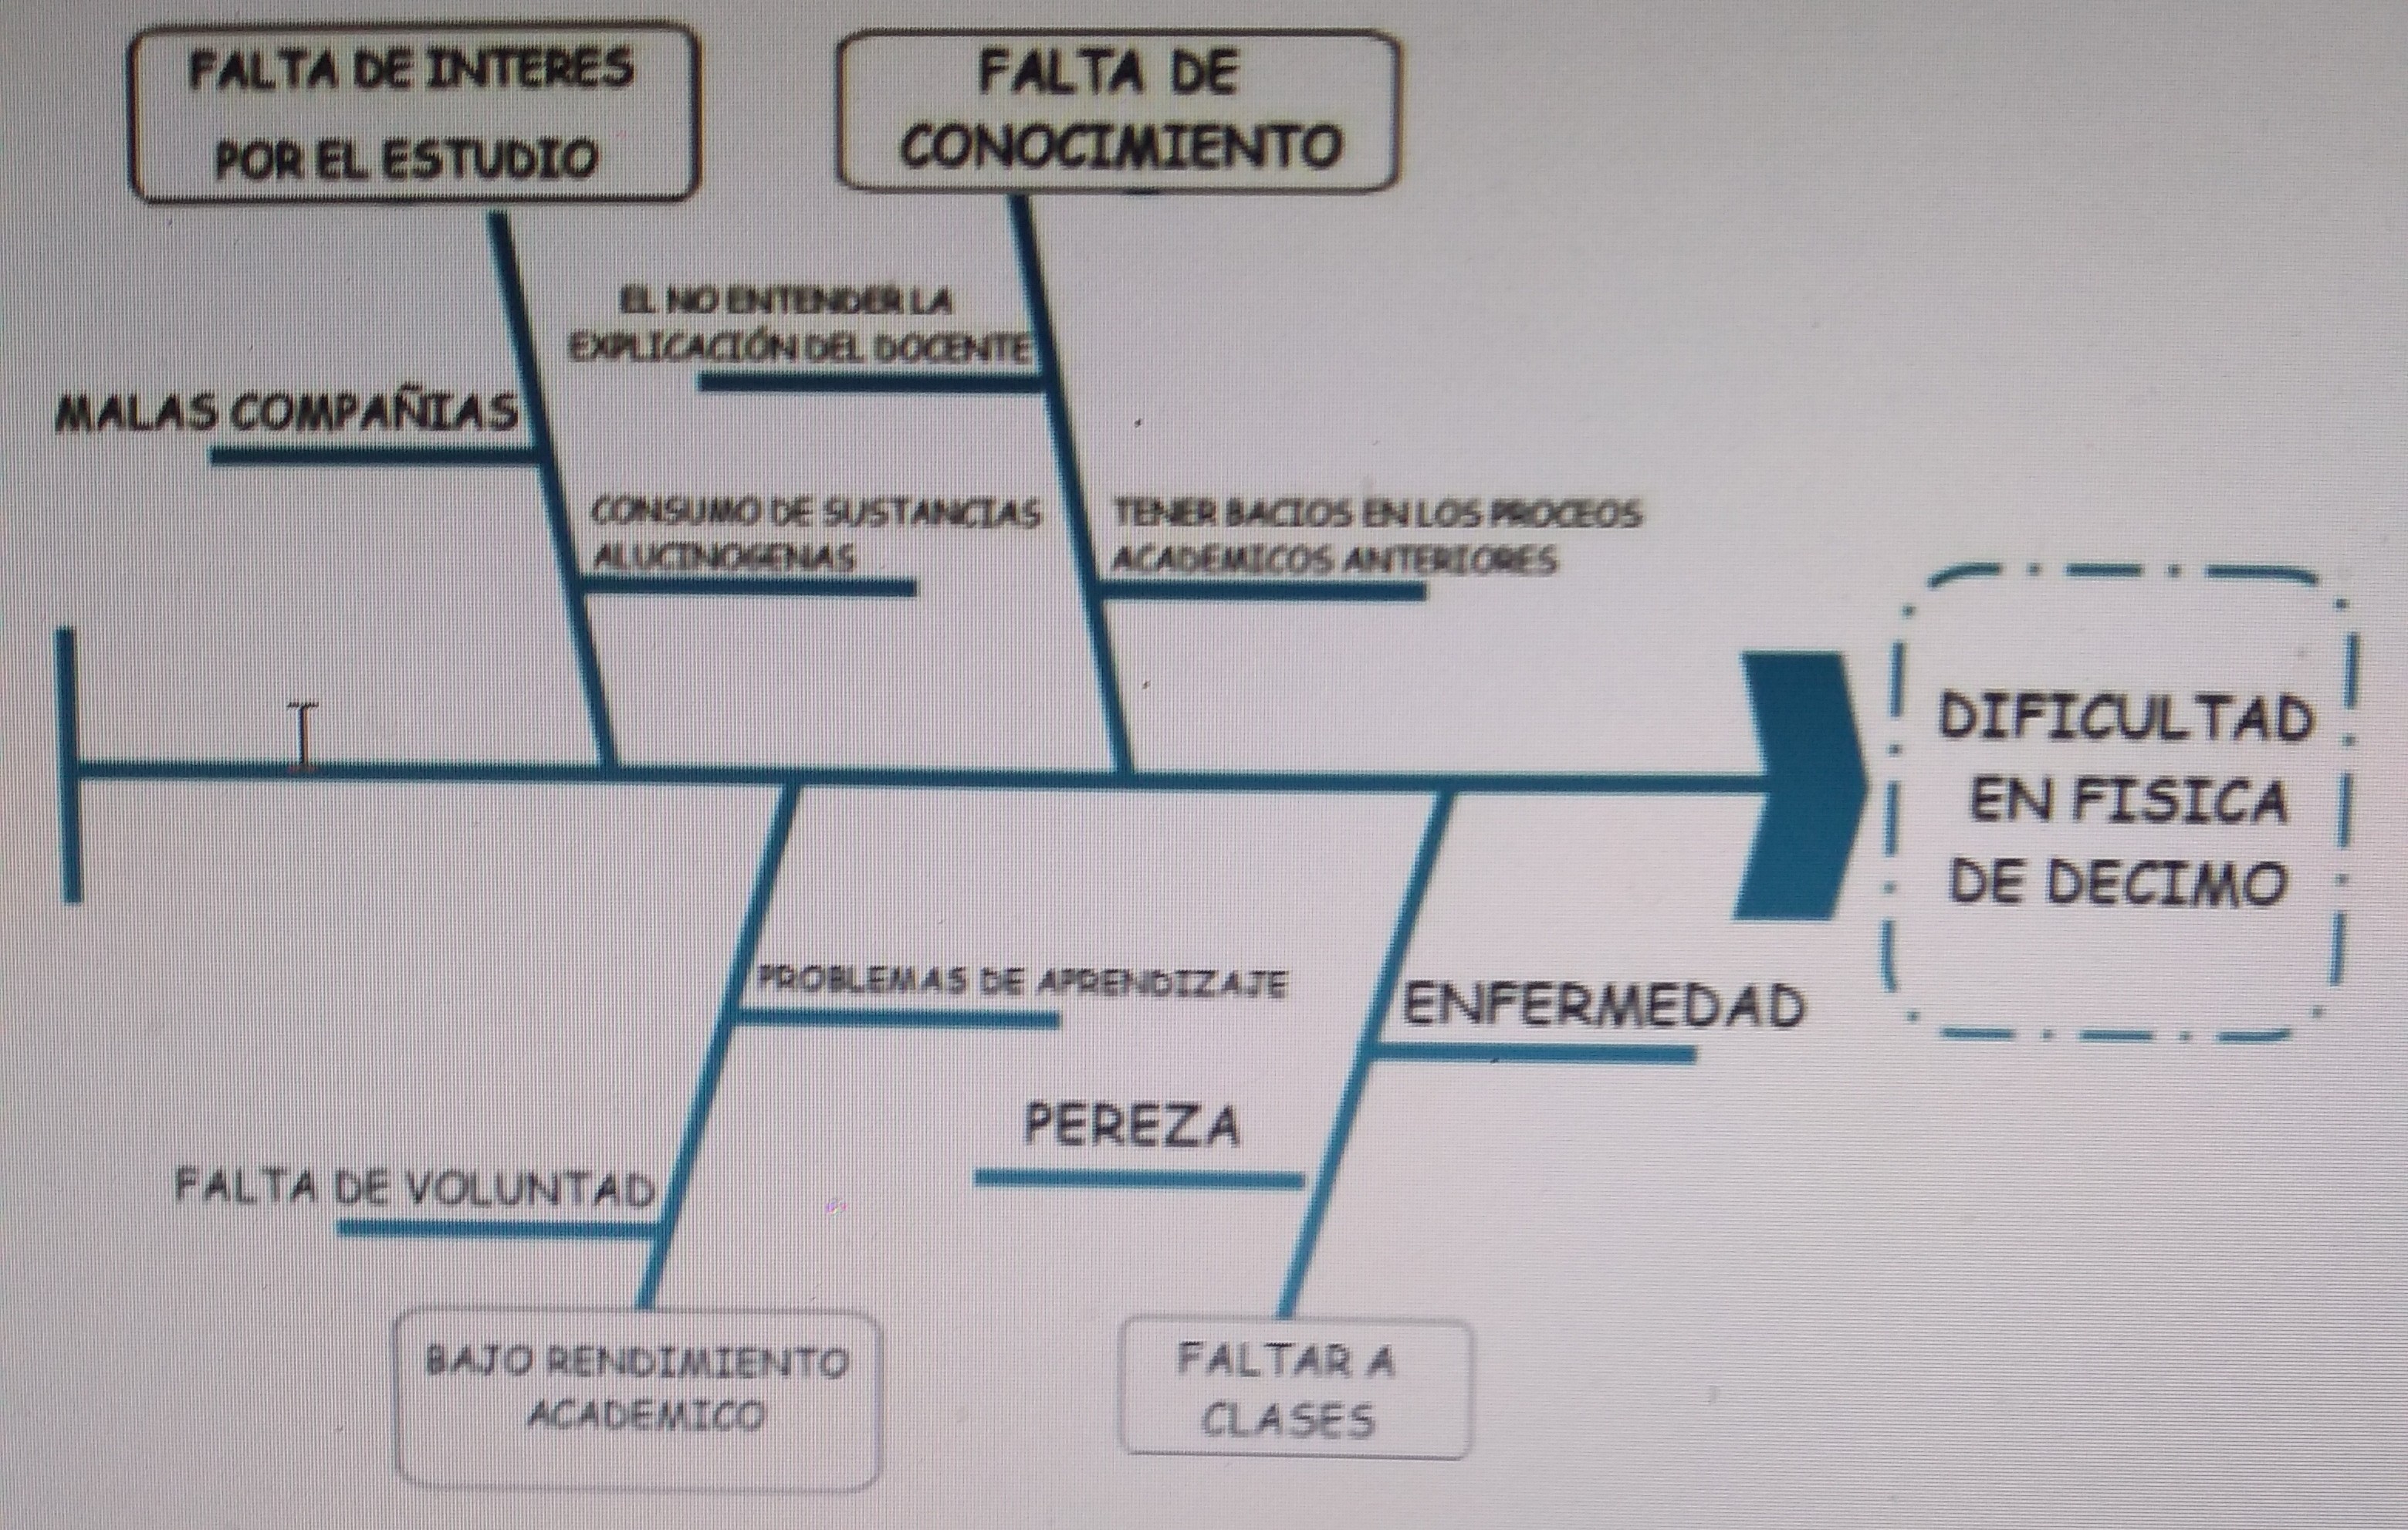 FALTA DE INTERES
POR EL ESTUDIO
FALTA DE
CONOCIMIENTO
EL NO ENTENDER LA
EXPLICACIÓN DEL DOCENTE
MALAS COMPAÑIAS
CONSUMO DE SUSTANCIAS
ALUCINOGENAS
TENER BACIOS EN LOS PROCEOS
ACADEMICOS ANTERIORES
DIFICULTAD
EN FISICA
DE DECIMO
PROBLEMAS DE APRENDIZAJE
ENFERMEDAD
PEREZA
FALTA DE VOLUNTAD
BAJO RENDIMIENTO
ACADEMICO
FALTAR A
CLASES